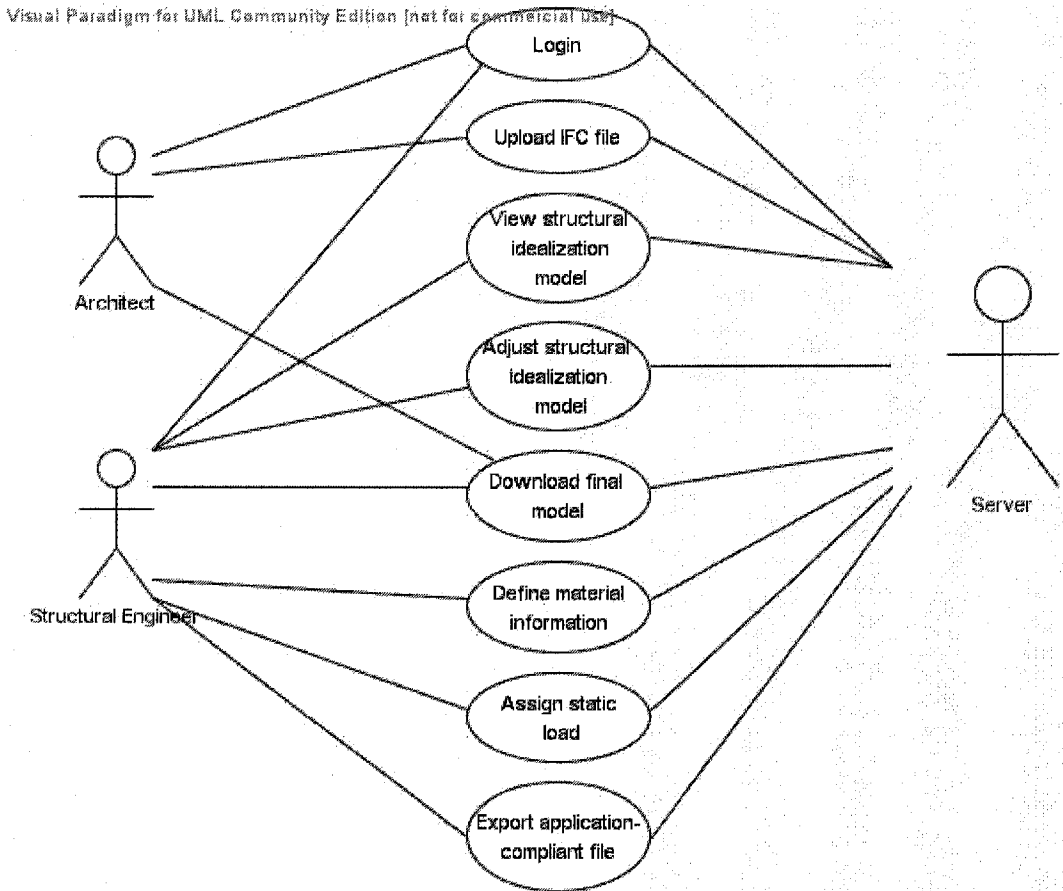 Visual Paradigm for UML Community Edition [not for commercial use]
Login
Upload IFC file
View structural
idealization
model
Architect
Adjust structural
idealization
model
Download final
model
Server
Define material
information
Structural Engineer
Assign static
load
Export application-
compliant file